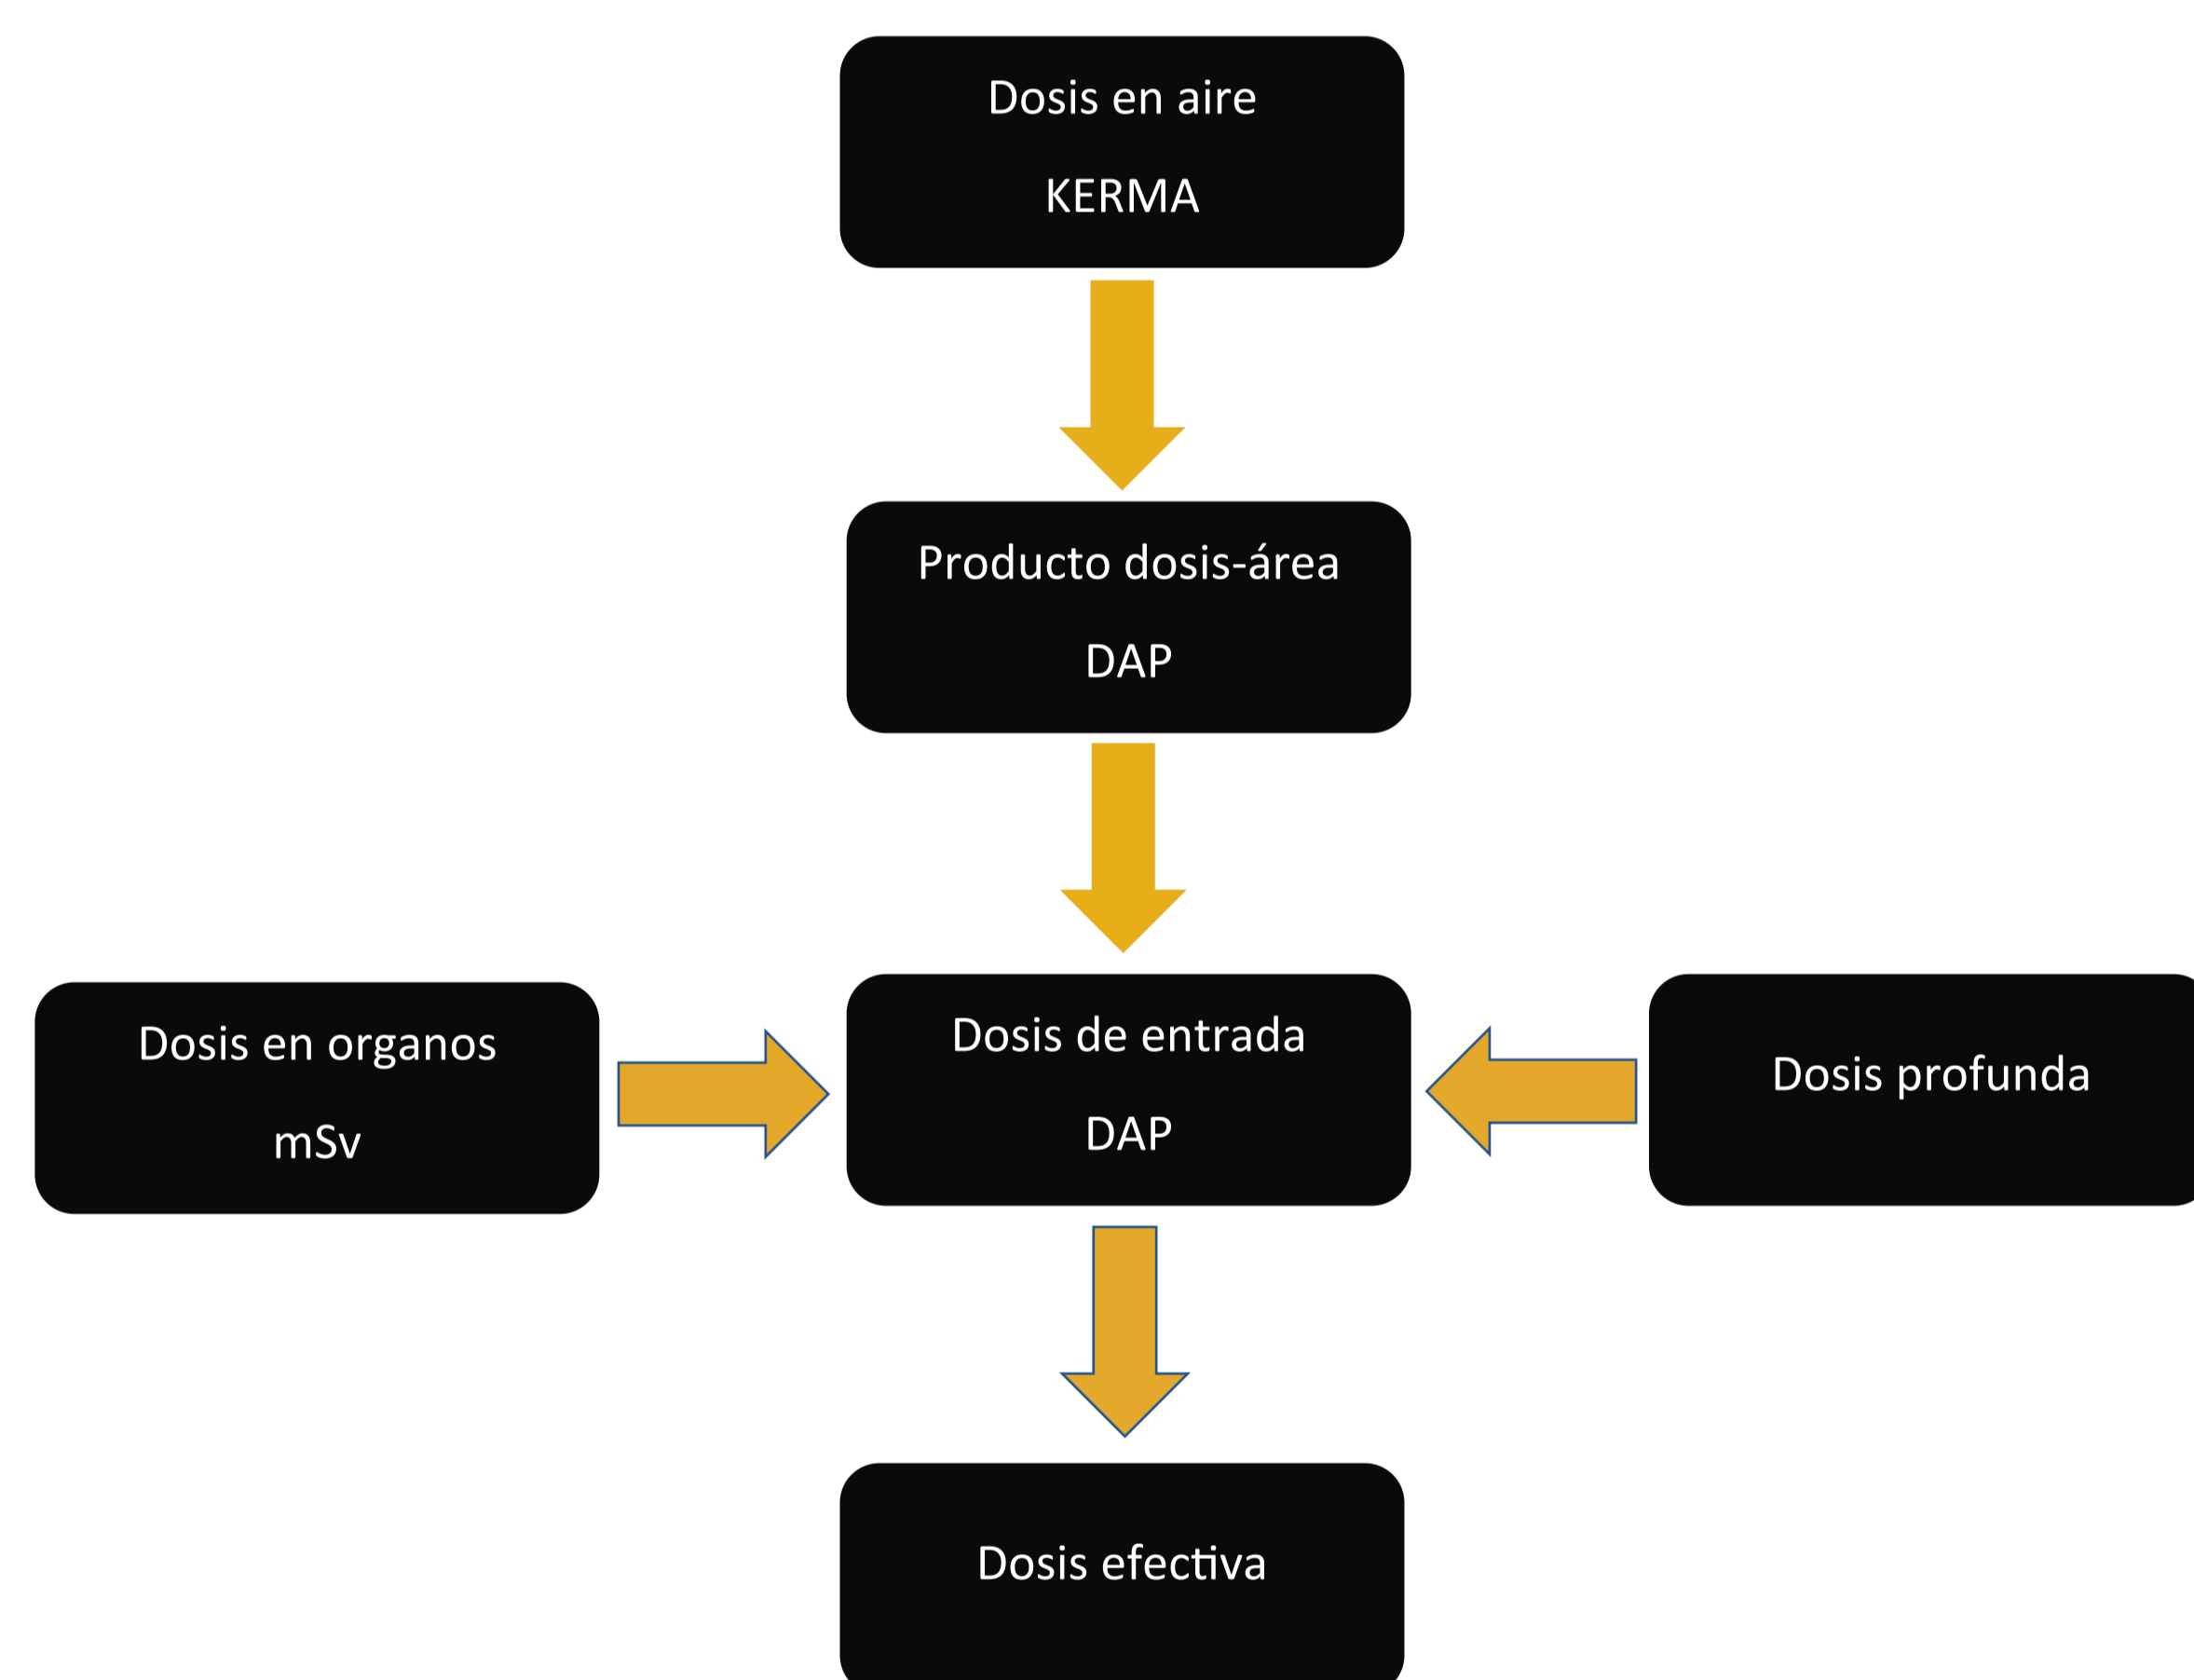 Dosis en aire
KERMA
Producto dosis-área
DAP
Dosis en organos
mSv
Dosis de entrada
DAP
Dosis profunda
Dosis efectiva